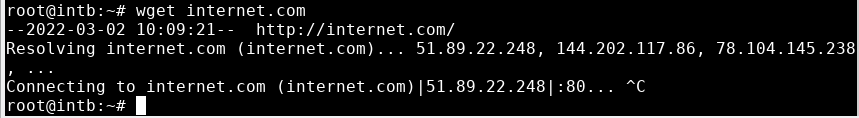 root@intb:~# wget internet.com
--2022-03-02 10:09:21--  http://internet.com/
Resolving internet.com (internet.com)... 51.89.22.248, 144.202.117.86, 78.104.145.238
, ...
Connecting to internet.com (internet.com)|51.89.22.248|:80... ^C
root@intb:~#